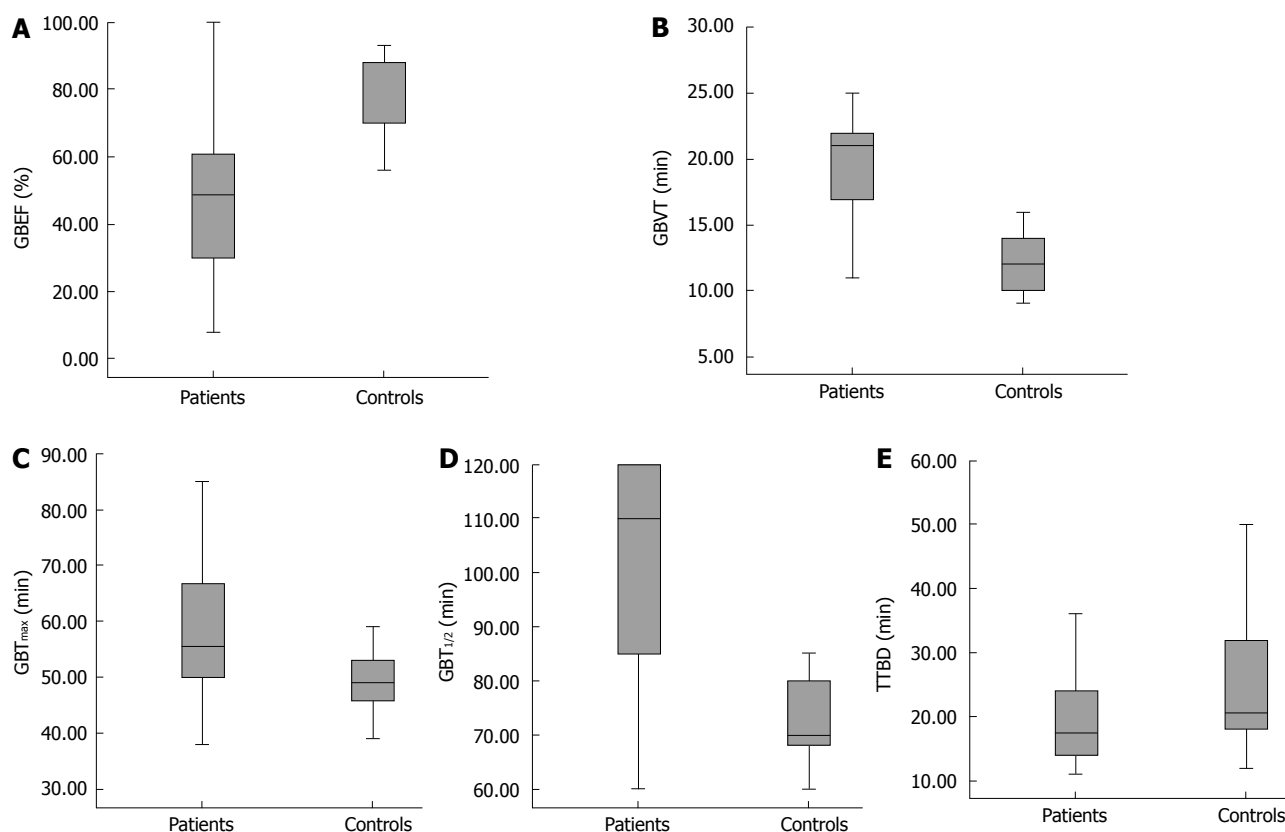 A
GBEF (%)
100.00
80.00
60.00
40.00
20.00
0.00
Patients Controls
B
GBVT (min)
30.00
25.00
20.00
15.00
10.00
5.00
Patients Controls
C
GBTmax (min)
90.00
80.00
70.00
60.00
50.00
40.00
30.00
Patients Controls
D
GBT1/2 (min)
120.00
110.00
100.00
90.00
80.00
70.00
60.00
Patients Controls
E
TTBD (min)
60.00
50.00
40.00
30.00
20.00
10.00
Patients Controls